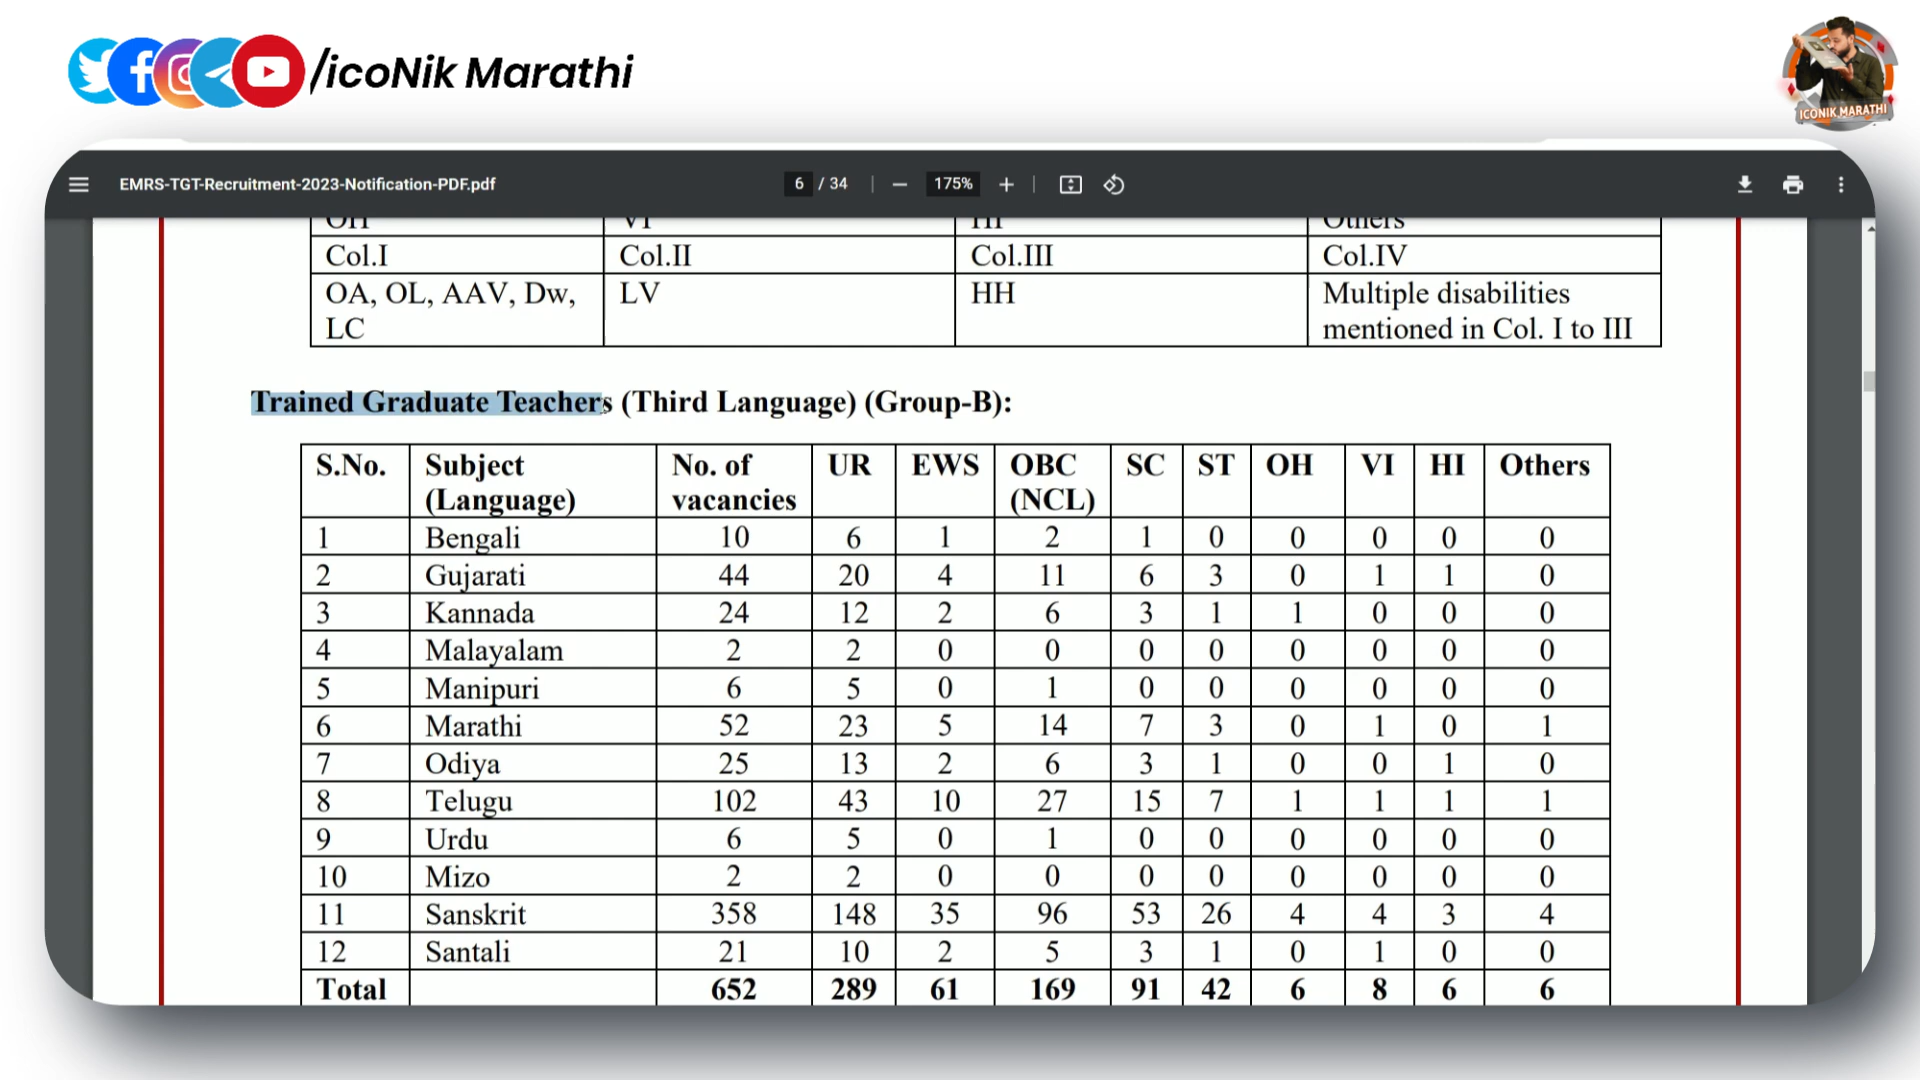 /icoNik Marathi
ICONIK MARATHI
EMRS-TGT-Recruitment-2023-Notification-PDF.pdf 6 / 34 175%
OH VI HI Others
Col.I Col.II Col.III Col.IV
OA, OL, AAV, Dw, LV HH Multiple disabilities
LC mentioned in Col. I to III
Trained Graduate Teachers (Third Language) (Group-B):
S.No. Subject No. of UR EWS OBC SC ST OH VI HI Others
(Language) vacancies (NCL)
1 Bengali 10 6 1 2 1 0 0 0 0 0
2 Gujarati 44 20 4 11 6 3 0 1 1 0
3 Kannada 24 12 2 6 3 1 1 0 0 0
4 Malayalam 2 2 0 0 0 0 0 0 0 0
5 Manipuri 6 5 0 1 0 0 0 0 0 0
6 Marathi 52 23 5 14 7 3 0 1 0 1
7 Odiya 25 13 2 6 3 1 0 0 1 0
8 Telugu 102 43 10 27 15 7 1 1 1 1
9 Urdu 6 5 0 1 0 0 0 0 0 0
10 Mizo 2 2 0 0 0 0 0 0 0 0
11 Sanskrit 358 148 35 96 53 26 4 4 3 4
12 Santali 21 10 2 5 3 1 0 1 0 0
Total 652 289 61 169 91 42 6 8 6 6